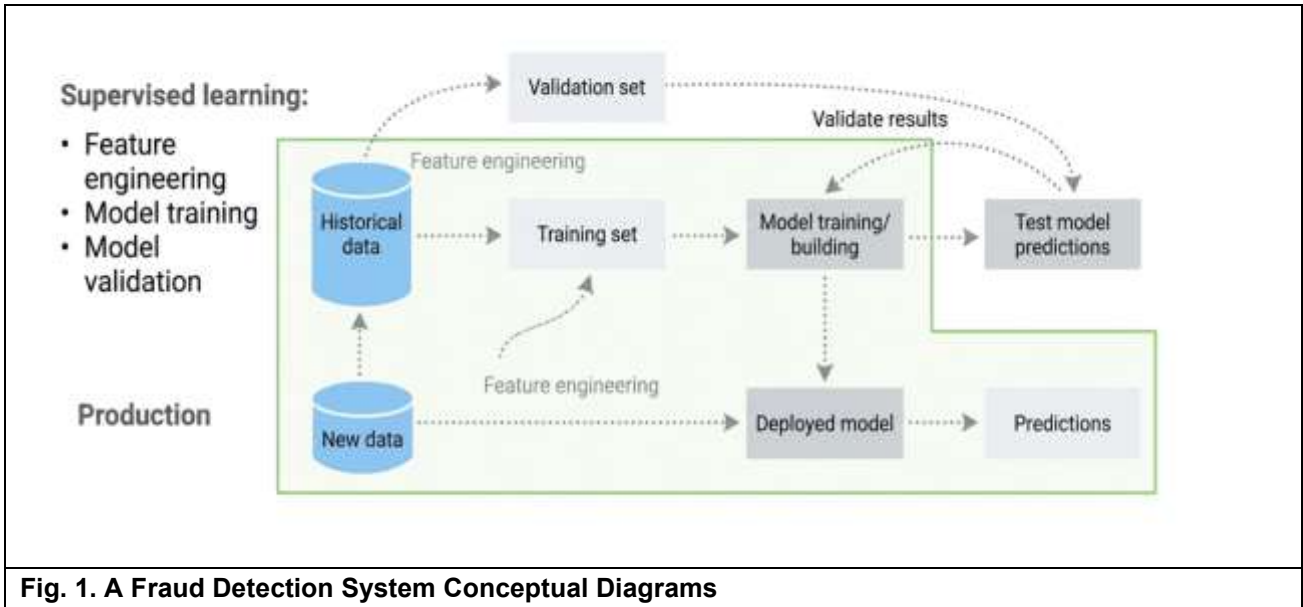 Supervised learning:
• Feature
engineering
• Model training
• Model
validation
Production
Validation set
Validate results
Feature engineering
Historical
data
Training set
Model training/
building
Test model
predictions
Feature engineering
New data
Deployed model
Predictions
Fig. 1. A Fraud Detection System Conceptual Diagrams